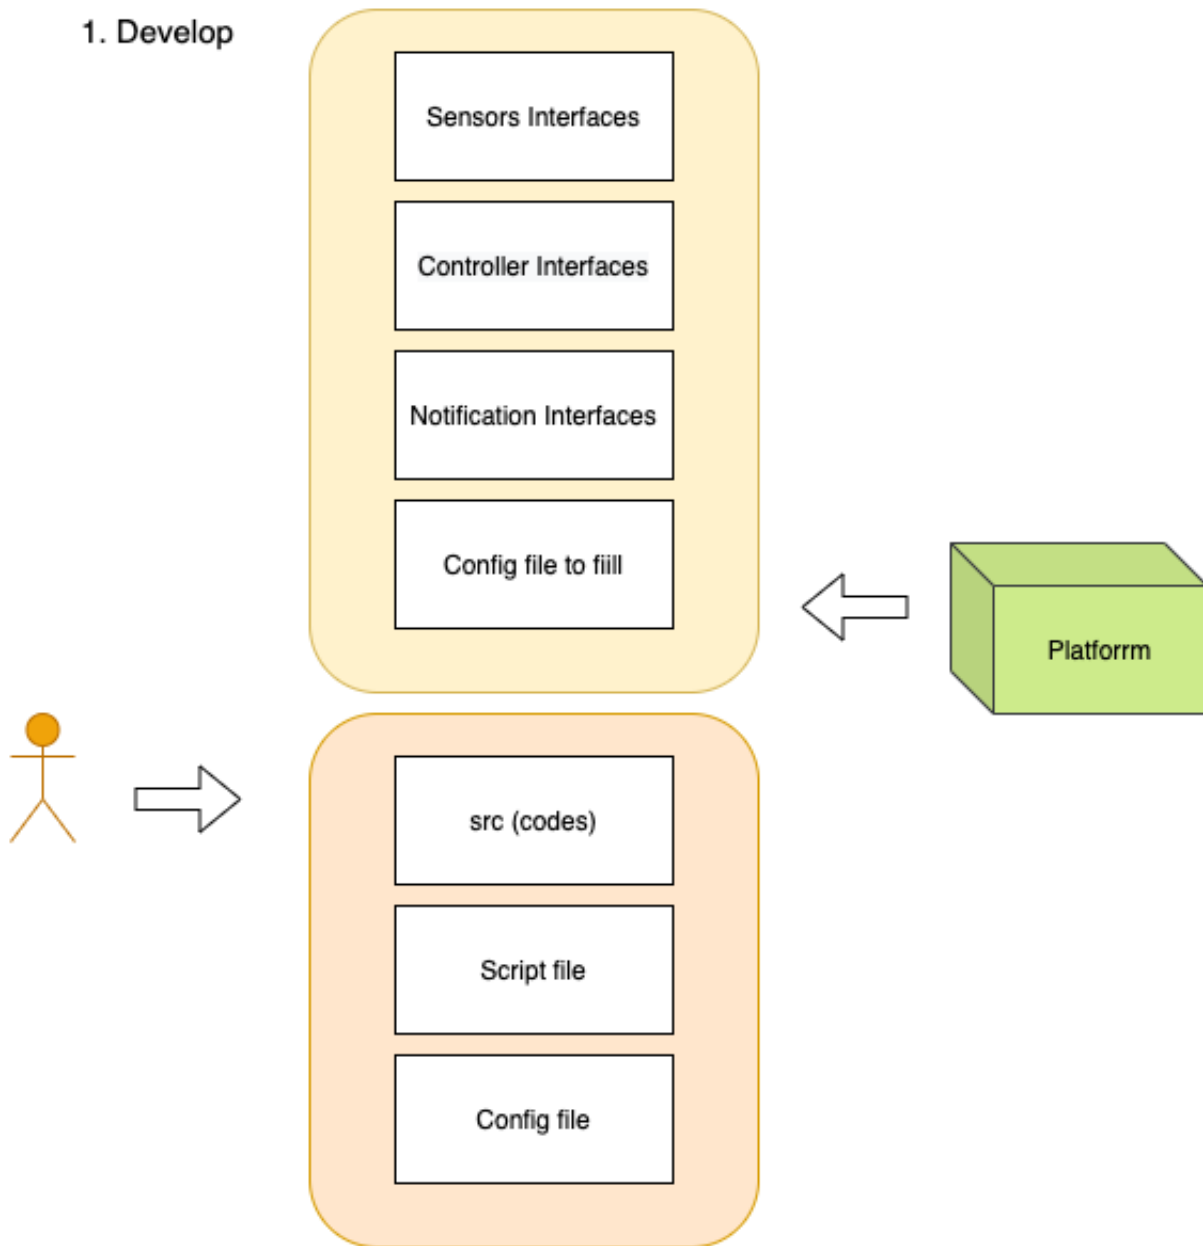 1. Develop
Sensors Interfaces
Controller Interfaces
Notification Interfaces
Config file to fiill
Platforrm
src (codes)
Script file
Config file